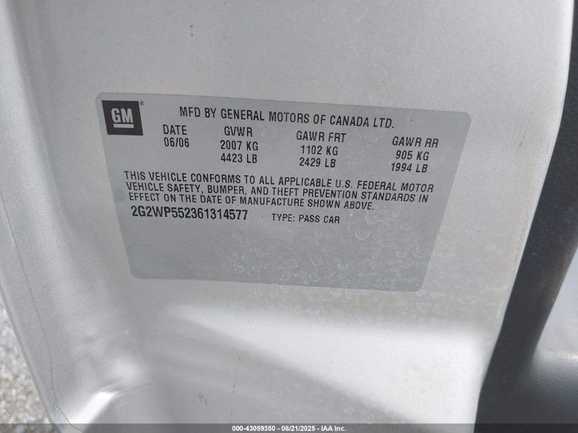 GM
MFD BY GENERAL MOTORS OF CANADA LTD.
DATE GVWR GAWR FRT GAWR RR
06/06 2007 KG 1102 KG 905 KG
4423 LB 2429 LB 1994 LB
THIS VEHICLE CONFORMS TO ALL APPLICABLE U.S. FEDERAL MOTOR
VEHICLE SAFETY, BUMPER, AND THEFT PREVENTION STANDARDS IN
EFFECT ON THE DATE OF MANUFACTURE SHOWN ABOVE.
2G2WP552361314577 TYPE: PASS CAR
000-43059350 - 08/21/2025 - IAA Inc.